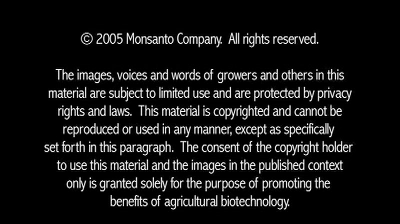 © 2005 Monsanto Company.  All rights reserved.
The images, voices and words of growers and others in this
material are subject to limited use and are protected by privacy
rights and laws.  This material is copyrighted and cannot be
reproduced or used in any manner, except as specifically
set forth in this paragraph.  The consent of the copyright holder
to use this material and the images in the published context
only is granted solely for the purpose of promoting the
benefits of agricultural biotechnology.